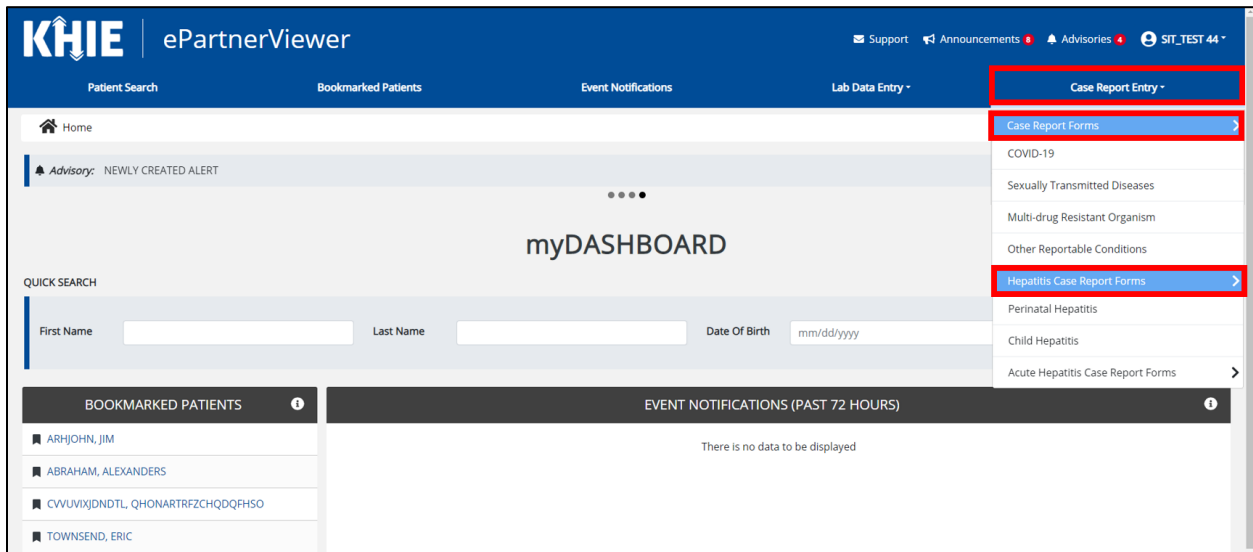 KHIE ePartnerViewer
Support Announcements 8 Advisories 4 SIT_TEST 44
Patient Search Bookmarked Patients Event Notifications Lab Data Entry Case Report Entry
Home
Case Report Forms
COVID-19
Advisory: NEWLY CREATED ALERT
Sexually Transmitted Diseases
Multi-drug Resistant Organism
myDASHBOARD
Other Reportable Conditions
QUICK SEARCH
Hepatitis Case Report Forms
Perinatal Hepatitis
First Name Last Name Date Of Birth mm/dd/yyyy
Child Hepatitis
Acute Hepatitis Case Report Forms
BOOKMARKED PATIENTS EVENT NOTIFICATIONS (PAST 72 HOURS)
ARHJOHN, JIM
There is no data to be displayed
ABRAHAM, ALEXANDERS
CVVUVIXJDNDTL, QHONARTRFZCHQDQFHSO
TOWNSEND, ERIC